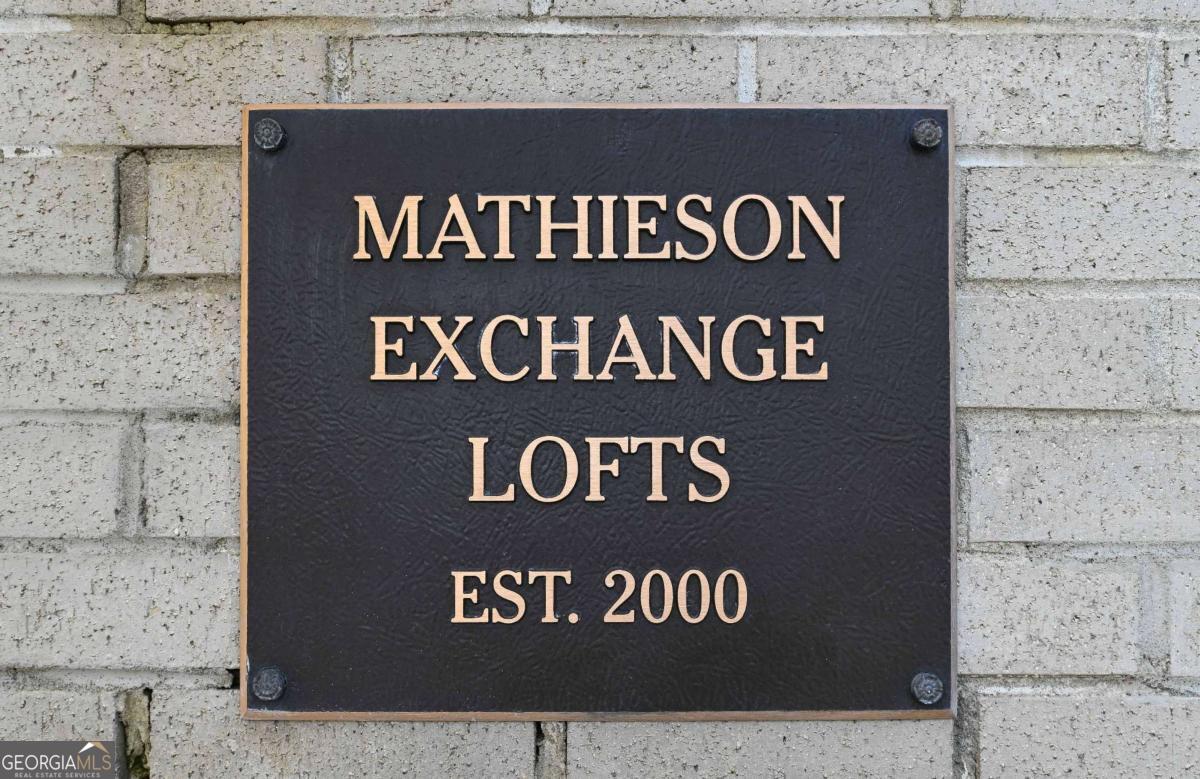 MATHIESON
EXCHANGE
LOFTS
EST. 2000
GEORGIAMLS
REAL ESTATE SERVICES